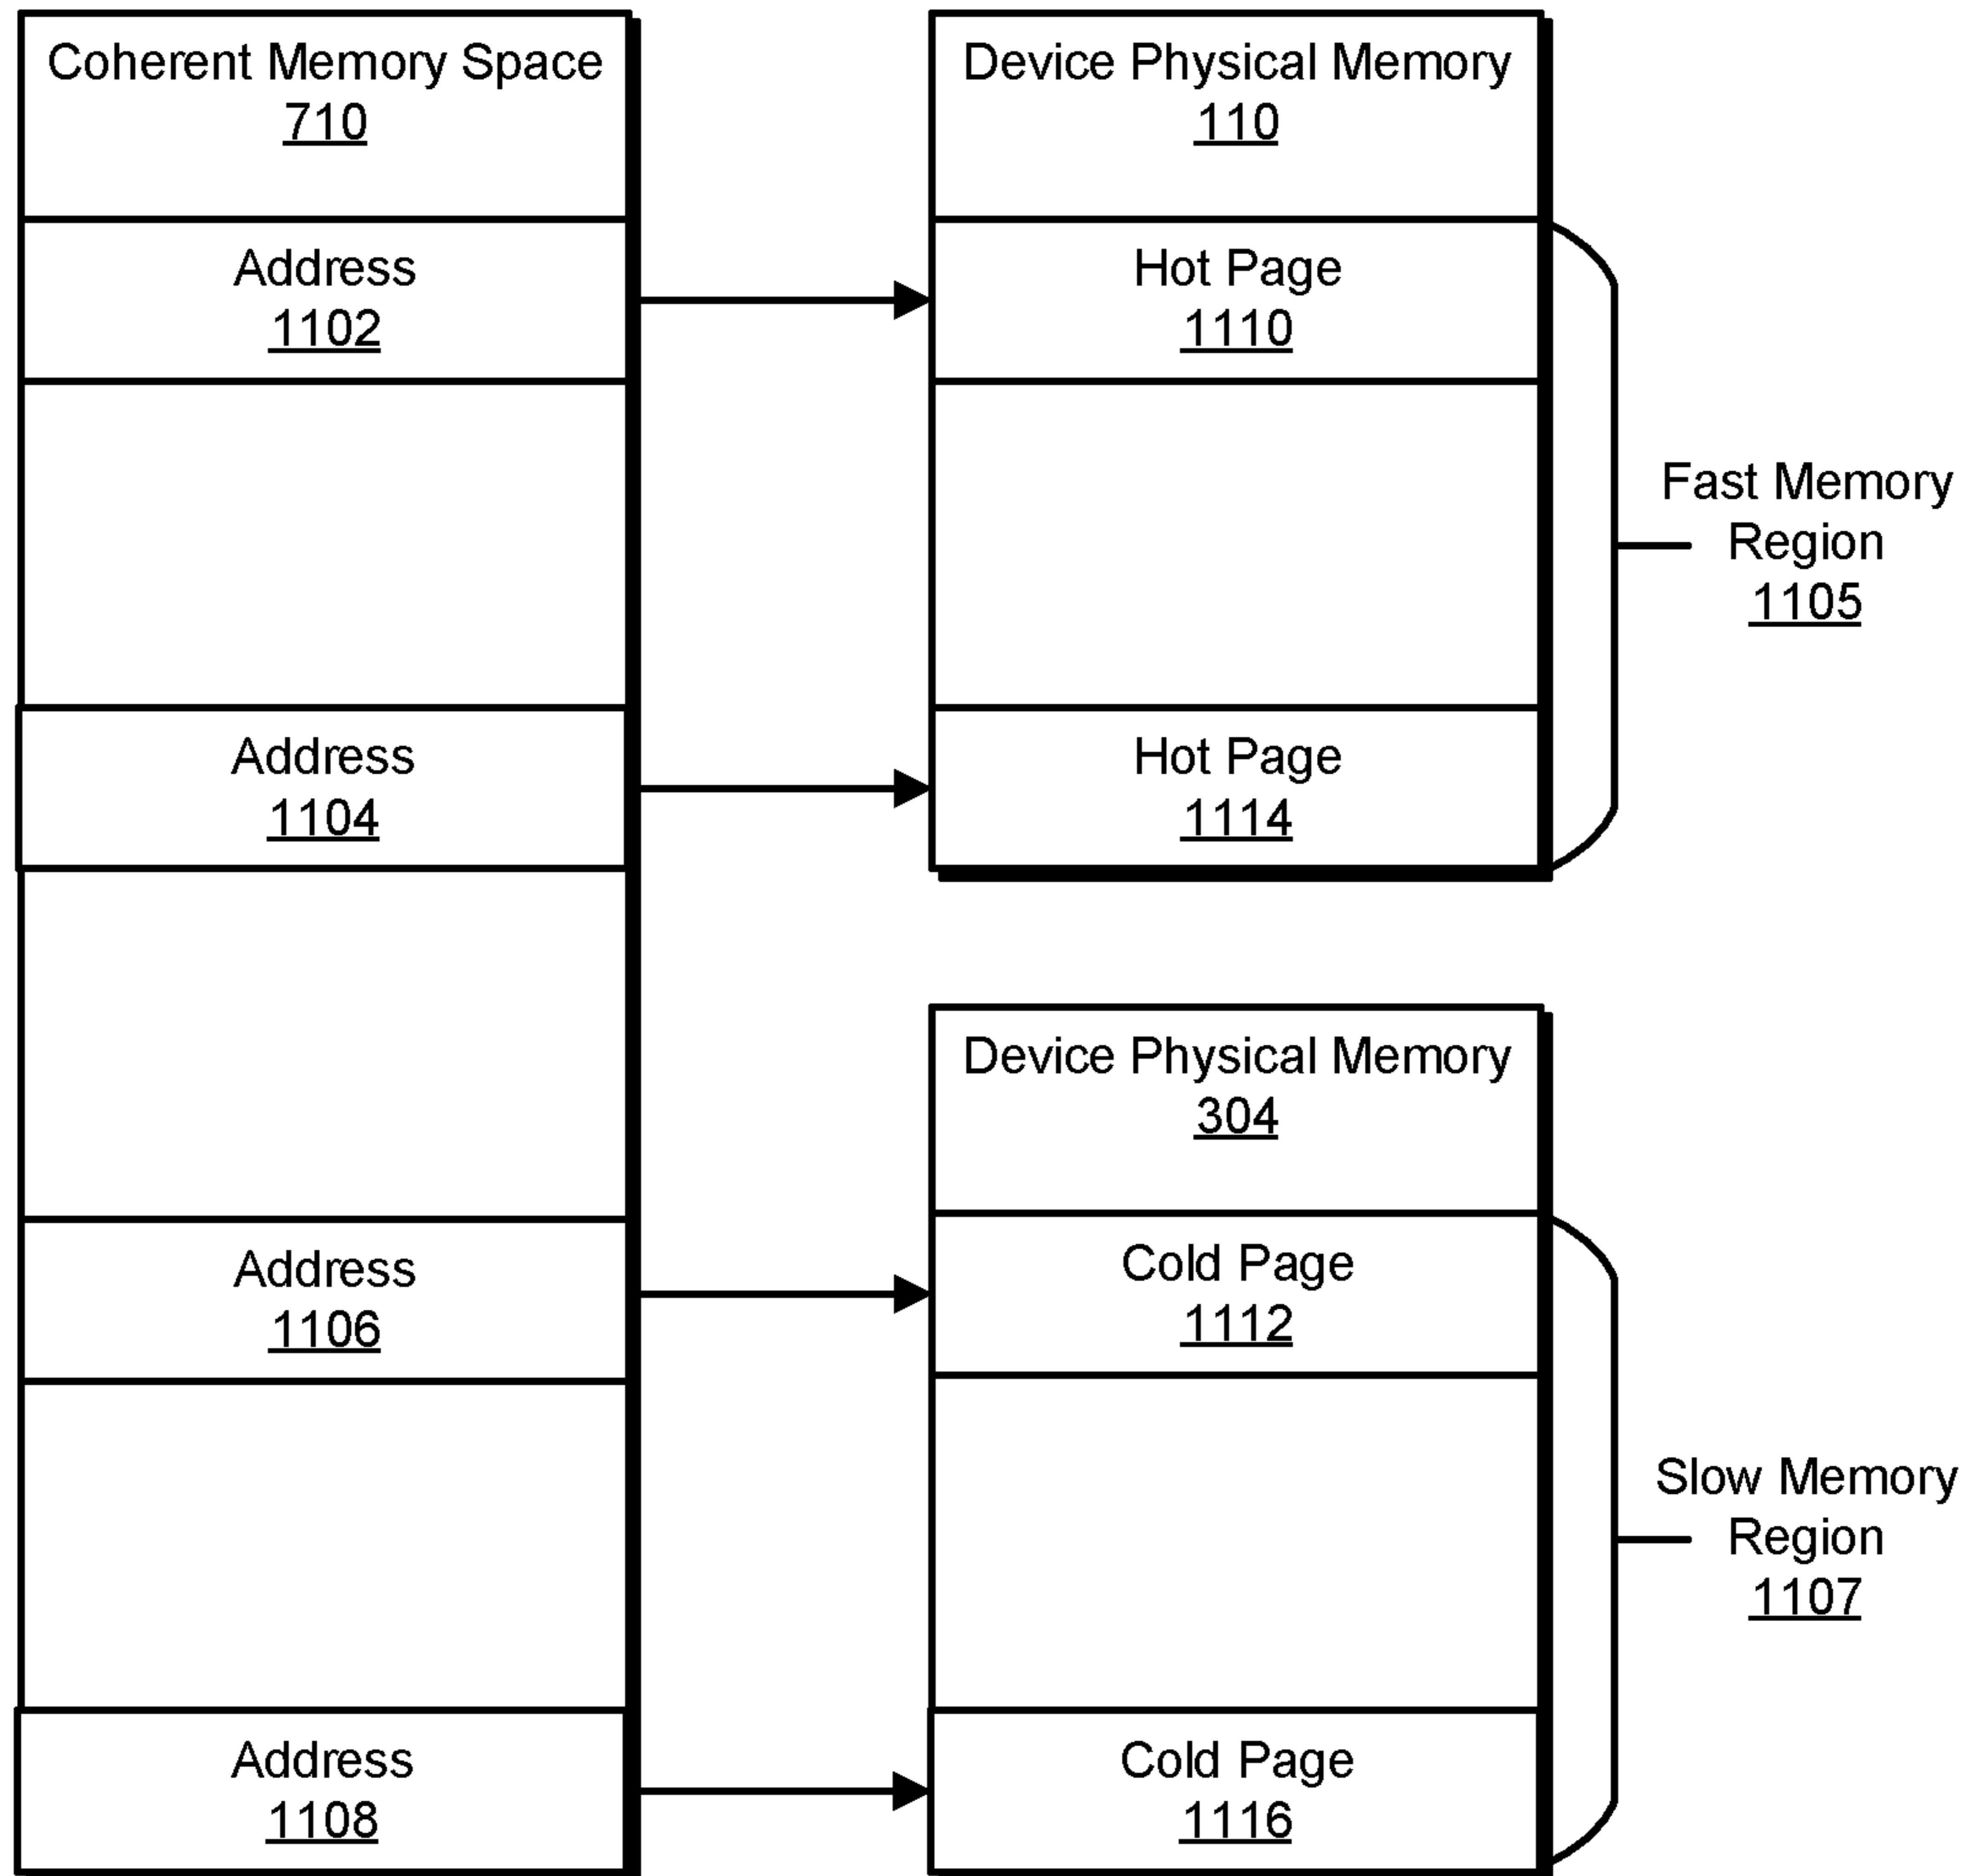 Coherent Memory Space
710
Address
1102
Address
1104
Address
1106
Address
1108
Device Physical Memory
110
Hot Page
1110
Hot Page
1114
Fast Memory
Region
1105
Device Physical Memory
304
Cold Page
1112
Cold Page
1116
Slow Memory
Region
1107